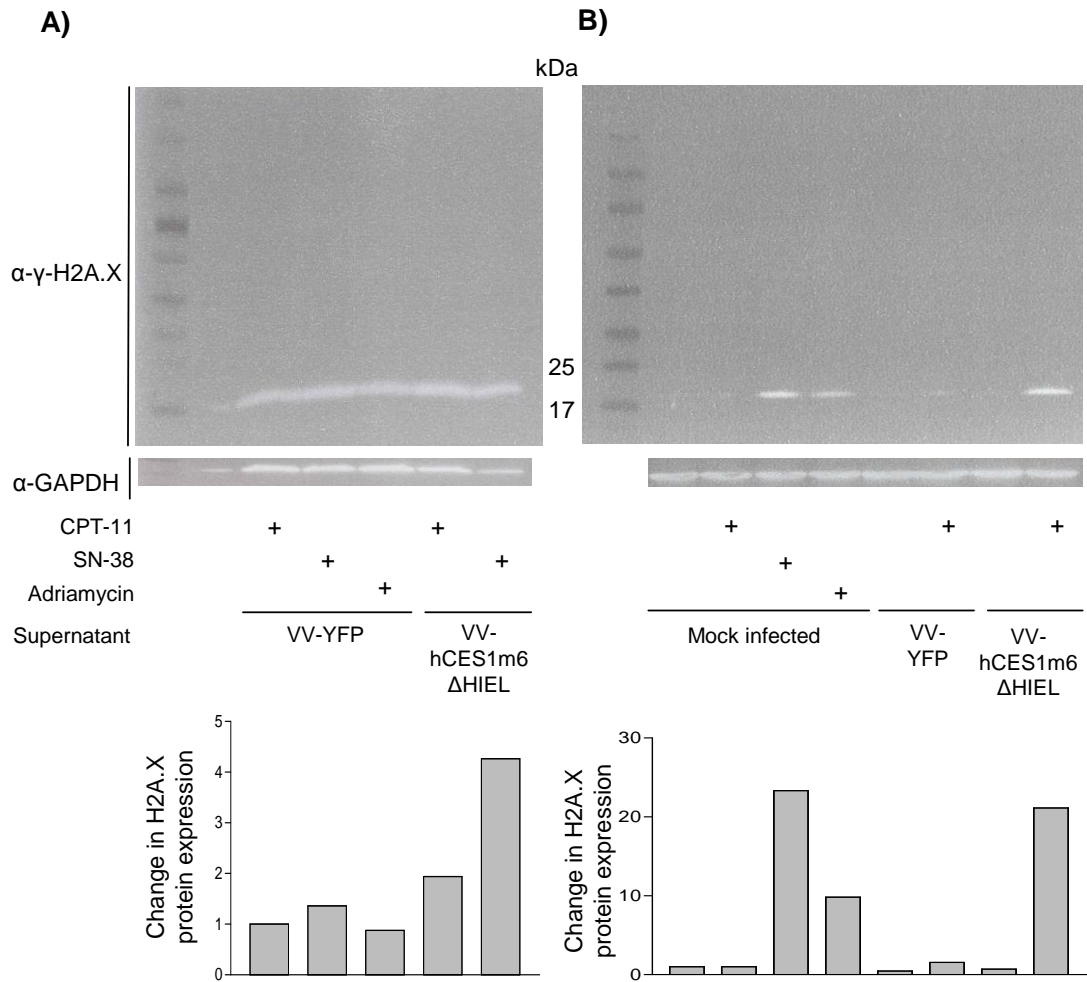 A)
B)
kDa
α-γ-H2A.X
25
17
α-GAPDH
CPT-11 + + + + +
SN-38 + + +
Adriamycin + +
Supernatant
VV-YFP
VV-
hCES1m6
ΔHIEL
Mock infected
VV-
YFP
VV-
hCES1m6
ΔHIEL
Change in H2A.X
protein expression
5
4
3
2
1
0
Change in H2A.X
protein expression
30
20
10
0